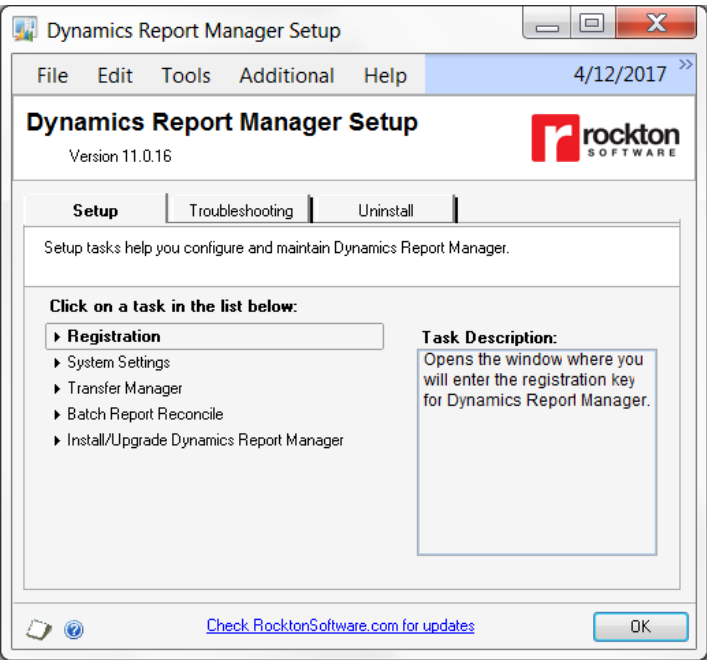 Dynamics Report Manager Setup
File Edit Tools Additional Help 4/12/2017 »
Dynamics Report Manager Setup
Version 11.0.16
rockton
SOFTWARE
Setup Troubleshooting Uninstall
Setup tasks help you configure and maintain Dynamics Report Manager.
Click on a task in the list below:
Registration
System Settings
Transfer Manager
Batch Report Reconcile
Install/Upgrade Dynamics Report Manager
Task Description:
Opens the window where you
will enter the registration key
for Dynamics Report Manager.
Check RocktonSoftware.com for updates
OK